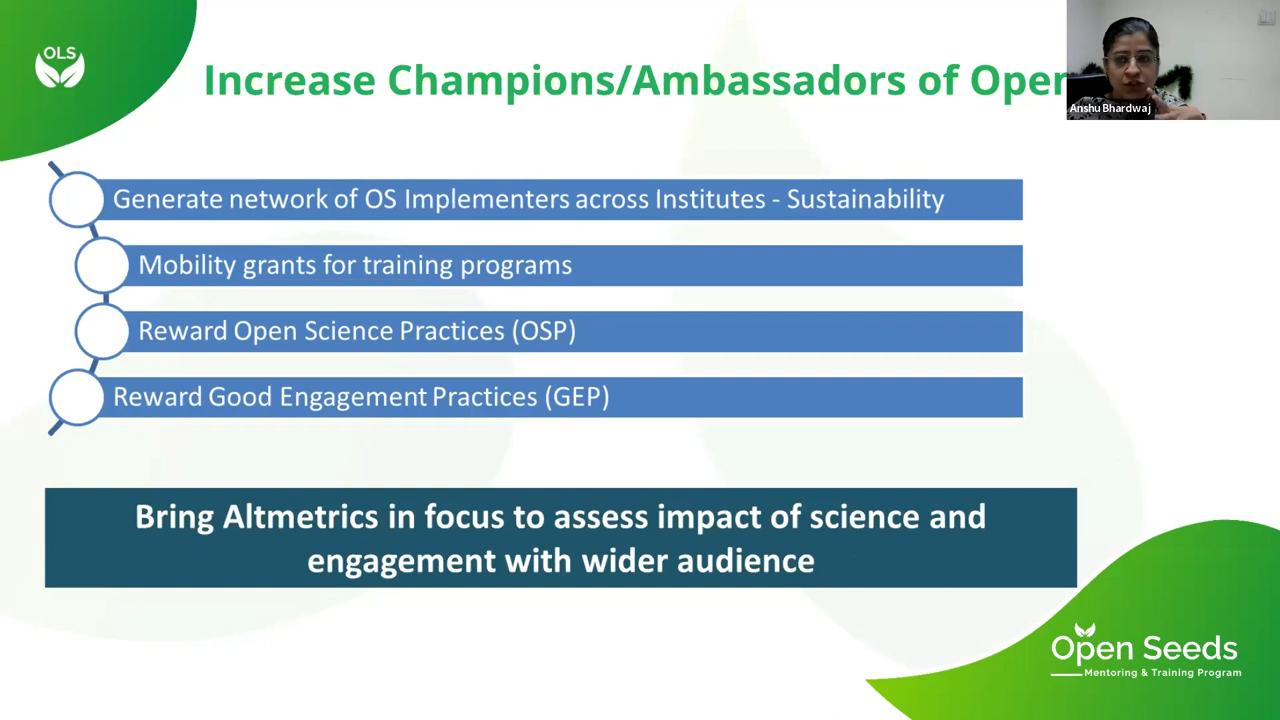 OLS
Increase Champions/Ambassadors of Open
Anshu Bhardwaj
Generate network of OS Implementers across Institutes - Sustainability
Mobility grants for training programs
Reward Open Science Practices (OSP)
Reward Good Engagement Practices (GEP)
Bring Altmetrics in focus to assess impact of science and
engagement with wider audience
Open Seeds
Mentoring & Training Program